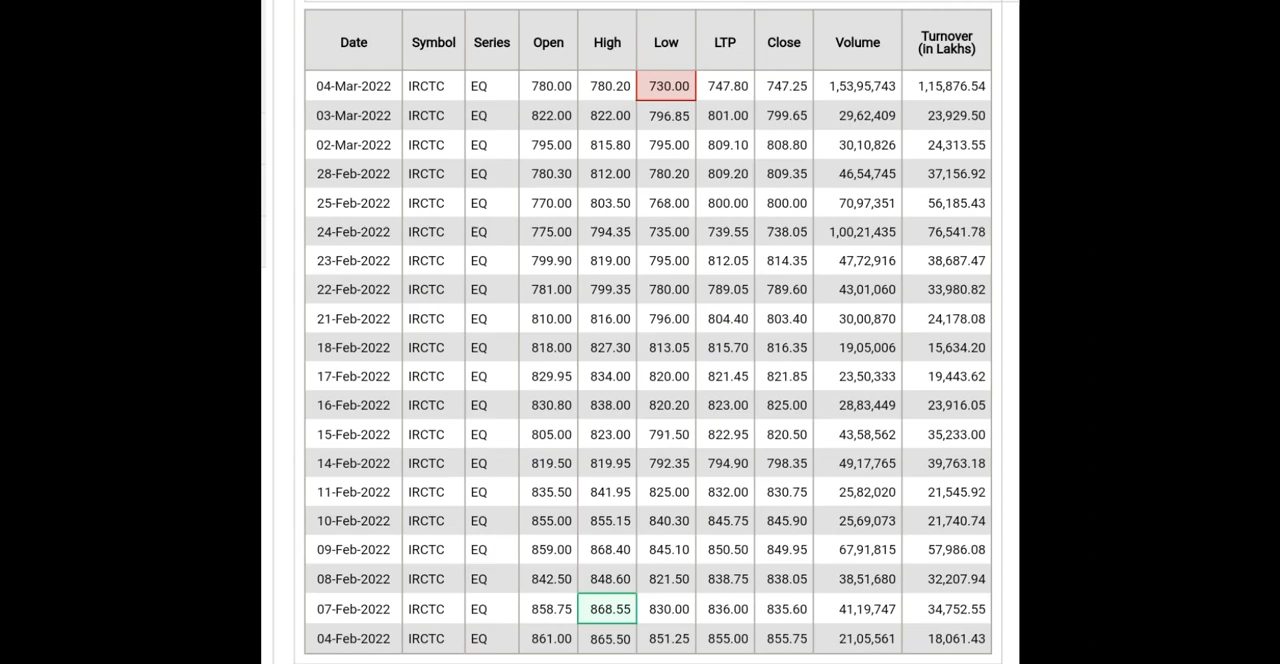 Date Symbol Series Open High Low LTP Close Volume Turnover (in Lakhs)
04-Mar-2022 IRCTC EQ 780.00 780.20 730.00 747.80 747.25 1,53,95,743 1,15,876.54
03-Mar-2022 IRCTC EQ 822.00 822.00 796.85 801.00 799.65 29,62,409 23,929.50
02-Mar-2022 IRCTC EQ 795.00 815.80 795.00 809.10 808.80 30,10,826 24,313.55
28-Feb-2022 IRCTC EQ 780.30 812.00 780.20 809.20 809.35 46,54,745 37,156.92
25-Feb-2022 IRCTC EQ 770.00 803.50 768.00 800.00 800.00 70,97,351 56,185.43
24-Feb-2022 IRCTC EQ 775.00 794.35 735.00 739.55 738.05 1,00,21,435 76,541.78
23-Feb-2022 IRCTC EQ 799.90 819.00 795.00 812.05 814.35 47,72,916 38,687.47
22-Feb-2022 IRCTC EQ 781.00 799.35 780.00 789.05 789.60 43,01,060 33,980.82
21-Feb-2022 IRCTC EQ 810.00 816.00 796.00 804.40 803.40 30,00,870 24,178.08
18-Feb-2022 IRCTC EQ 818.00 827.30 813.05 815.70 816.35 19,05,006 15,634.20
17-Feb-2022 IRCTC EQ 829.95 834.00 820.00 821.45 821.85 23,50,333 19,443.62
16-Feb-2022 IRCTC EQ 830.80 838.00 820.20 823.00 825.00 28,83,449 23,916.05
15-Feb-2022 IRCTC EQ 805.00 823.00 791.50 822.95 820.50 43,58,562 35,233.00
14-Feb-2022 IRCTC EQ 819.50 819.95 792.35 794.90 798.35 49,17,765 39,763.18
11-Feb-2022 IRCTC EQ 835.50 841.95 825.00 832.00 830.75 25,82,020 21,545.92
10-Feb-2022 IRCTC EQ 855.00 855.15 840.30 845.75 845.90 25,69,073 21,740.74
09-Feb-2022 IRCTC EQ 859.00 868.40 845.10 850.50 849.95 67,91,815 57,986.08
08-Feb-2022 IRCTC EQ 842.50 848.60 821.50 838.75 838.05 38,51,680 32,207.94
07-Feb-2022 IRCTC EQ 858.75 868.55 830.00 836.00 835.60 41,19,747 34,752.55
04-Feb-2022 IRCTC EQ 861.00 865.50 851.25 855.00 855.75 21,05,561 18,061.43